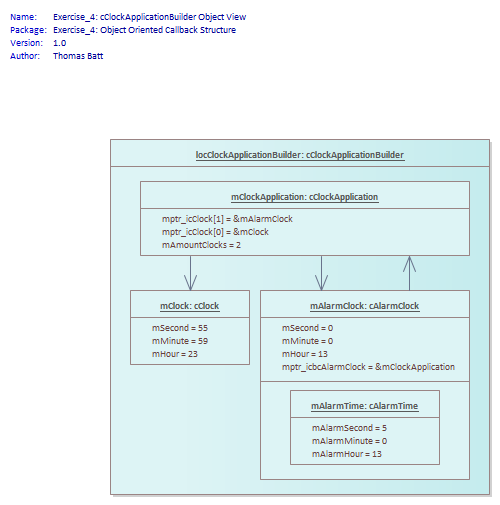 Name: Exercise_4: cClockApplicationBuilder Object View
Package: Exercise_4: Object Oriented Callback Structure
Version: 1.0
Author: Thomas Batt
locClockApplicationBuilder: cClockApplicationBuilder
mClockApplication: cClockApplication
mptr_icClock[1] = &mAlarmClock
mptr_icClock[0] = &mClock
mAmountClocks = 2
mClock: cClock
mSecond = 55
mMinute = 59
mHour = 23
mAlarmClock: cAlarmClock
mSecond = 0
mMinute = 0
mHour = 13
mptr_icbcAlarmClock = &mClockApplication
mAlarmTime: cAlarmTime
mAlarmSecond = 5
mAlarmMinute = 0
mAlarmHour = 13